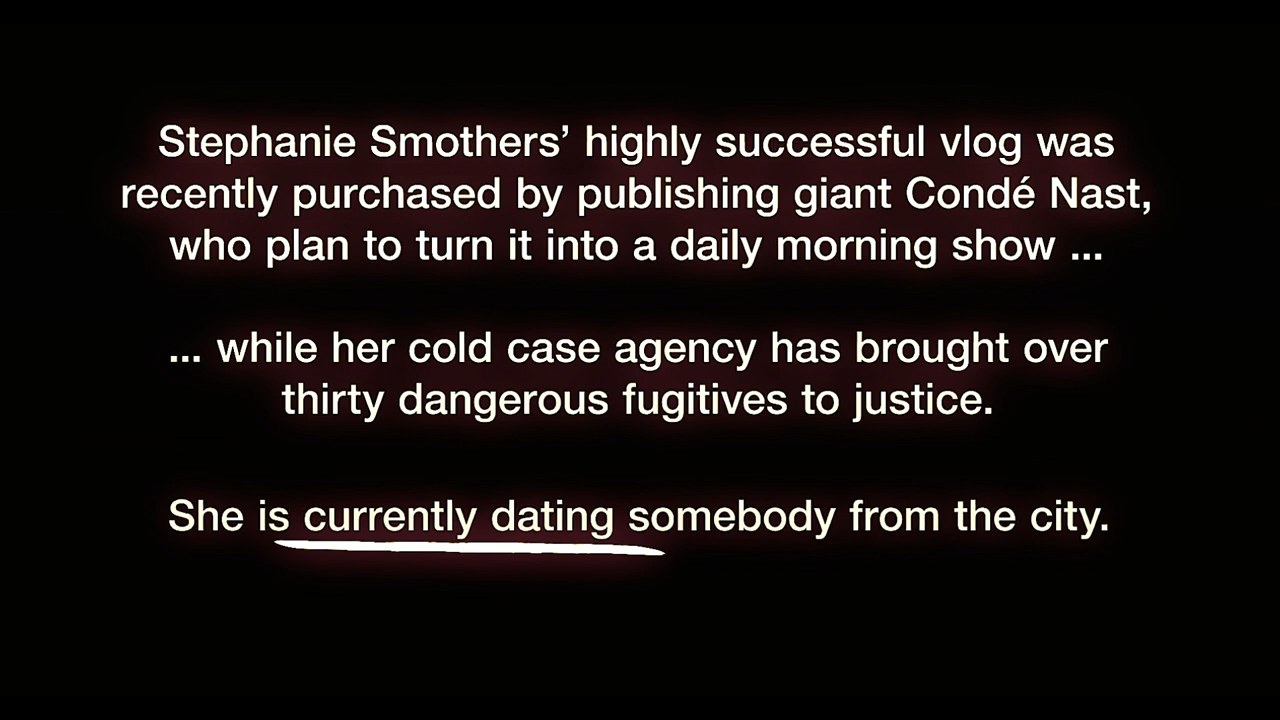 Stephanie Smothers’ highly successful vlog was
recently purchased by publishing giant Condé Nast,
who plan to turn it into a daily morning show ...
... while her cold case agency has brought over
thirty dangerous fugitives to justice.
She is currently dating somebody from the city.